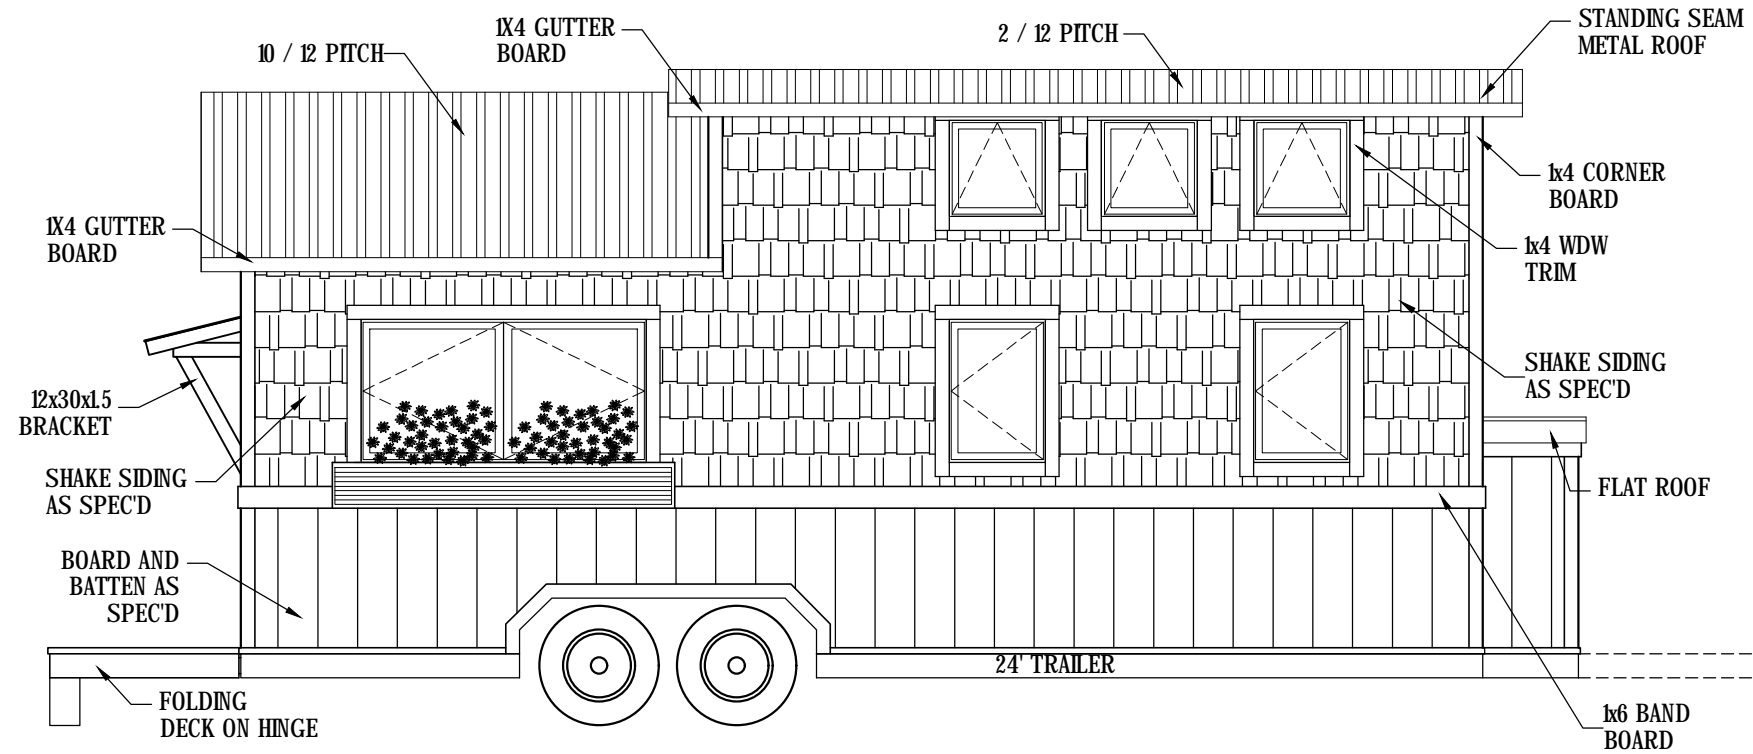 1X4 GUTTER
BOARD
10 / 12 PITCH
2 / 12 PITCH
STANDING SEAM
METAL ROOF
1x4 CORNER
BOARD
1X4 GUTTER
BOARD
1x4 WDW
TRIM
SHAKE SIDING
AS SPEC'D
12x30x1.5
BRACKET
SHAKE SIDING
AS SPEC'D
FLAT ROOF
BOARD AND
BATTEN AS
SPEC'D
24' TRAILER
FOLDING
DECK ON HINGE
1x6 BAND
BOARD